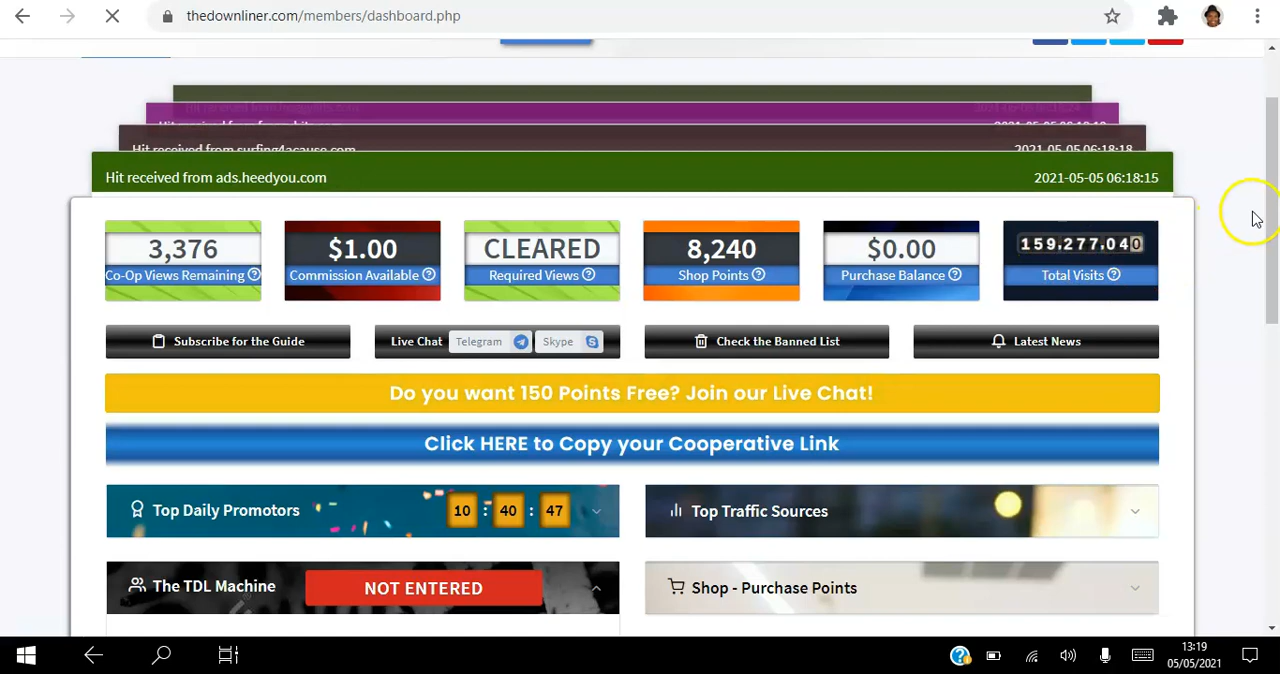 thedownliner.com/members/dashboard.php
Hit received from surfing4acause.com 2021-05-05 06:18:18
Hit received from ads.heedyou.com 2021-05-05 06:18:15
3,376 $1.00 CLEARED 8,240 $0.00 159,277,040
Co-Op Views Remaining Commission Available Required Views Shop Points Purchase Balance Total Visits
Subscribe for the Guide Live Chat Telegram Skype Check the Banned List Latest News
Do you want 150 Points Free? Join our Live Chat!
Click HERE to Copy your Cooperative Link
Top Daily Promotors 10 : 40 : 47 Top Traffic Sources
The TDL Machine NOT ENTERED Shop - Purchase Points
13:19
05/05/2021